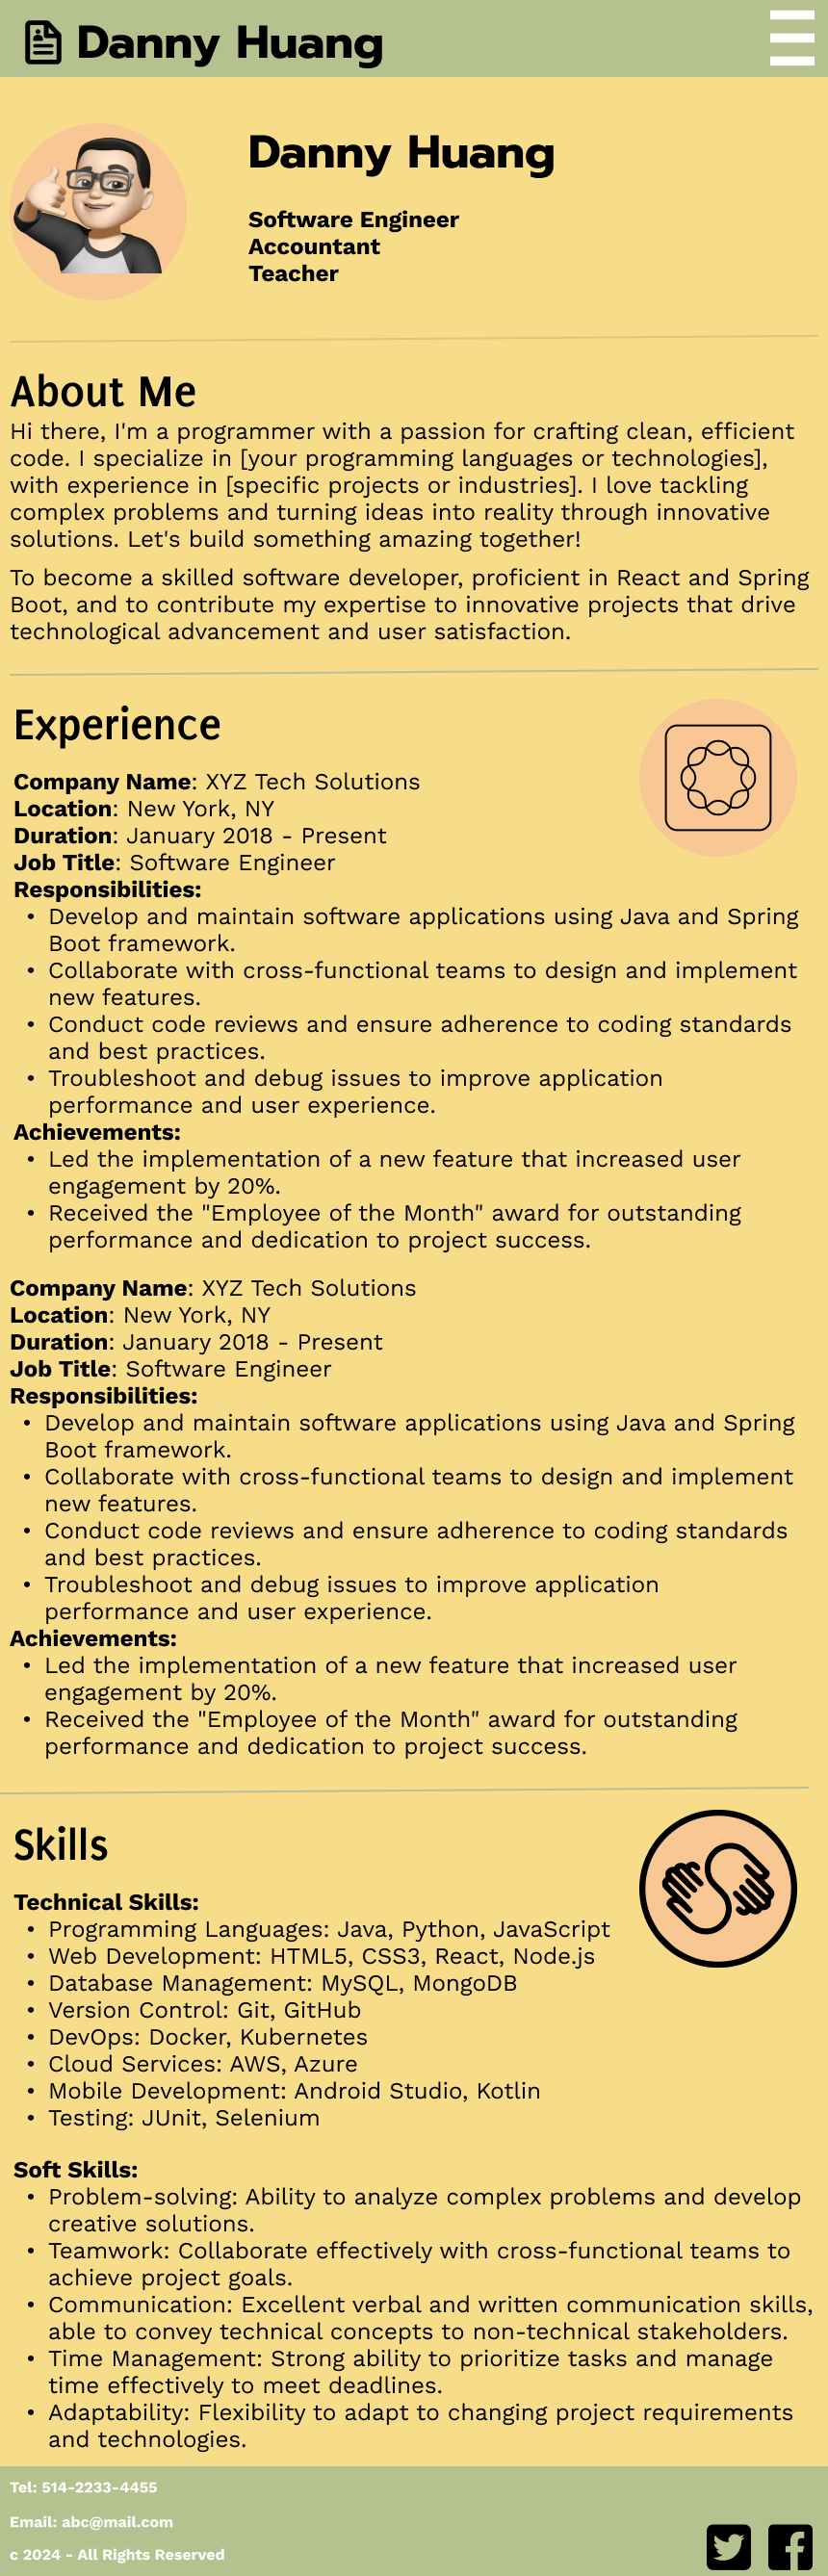 Danny Huang
Danny Huang
Software Engineer
Accountant
Teacher
About Me
Hi there, I'm a programmer with a passion for crafting clean, efficient
code. I specialize in [your programming languages or technologies],
with experience in [specific projects or industries]. I love tackling
complex problems and turning ideas into reality through innovative
solutions. Let's build something amazing together!
To become a skilled software developer, proficient in React and Spring
Boot, and to contribute my expertise to innovative projects that drive
technological advancement and user satisfaction.
Experience
Company Name: XYZ Tech Solutions
Location: New York, NY
Duration: January 2018 - Present
Job Title: Software Engineer
Responsibilities:
• Develop and maintain software applications using Java and Spring
Boot framework.
• Collaborate with cross-functional teams to design and implement
new features.
• Conduct code reviews and ensure adherence to coding standards
and best practices.
• Troubleshoot and debug issues to improve application
performance and user experience.
Achievements:
• Led the implementation of a new feature that increased user
engagement by 20%.
• Received the "Employee of the Month" award for outstanding
performance and dedication to project success.
Company Name: XYZ Tech Solutions
Location: New York, NY
Duration: January 2018 - Present
Job Title: Software Engineer
Responsibilities:
• Develop and maintain software applications using Java and Spring
Boot framework.
• Collaborate with cross-functional teams to design and implement
new features.
• Conduct code reviews and ensure adherence to coding standards
and best practices.
• Troubleshoot and debug issues to improve application
performance and user experience.
Achievements:
• Led the implementation of a new feature that increased user
engagement by 20%.
• Received the "Employee of the Month" award for outstanding
performance and dedication to project success.
Skills
Technical Skills:
• Programming Languages: Java, Python, JavaScript
• Web Development: HTML5, CSS3, React, Node.js
• Database Management: MySQL, MongoDB
• Version Control: Git, GitHub
• DevOps: Docker, Kubernetes
• Cloud Services: AWS, Azure
• Mobile Development: Android Studio, Kotlin
• Testing: JUnit, Selenium
Soft Skills:
• Problem-solving: Ability to analyze complex problems and develop
creative solutions.
• Teamwork: Collaborate effectively with cross-functional teams to
achieve project goals.
• Communication: Excellent verbal and written communication skills,
able to convey technical concepts to non-technical stakeholders.
• Time Management: Strong ability to prioritize tasks and manage
time effectively to meet deadlines.
• Adaptability: Flexibility to adapt to changing project requirements
and technologies.
Tel: 514-2233-4455
Email: abc@mail.com
c 2024 - All Rights Reserved